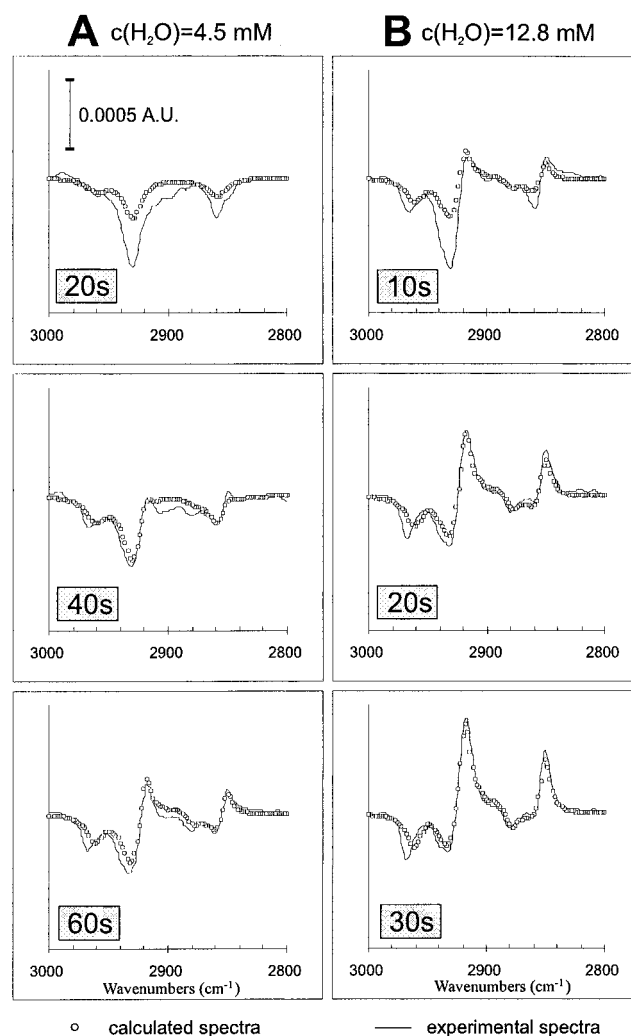 A c(H₂O)=4.5 mM
B c(H₂O)=12.8 mM
0.0005 A.U.
20s
3000 2900 2800
10s
3000 2900 2800
40s
3000 2900 2800
20s
3000 2900 2800
60s
3000 2900 2800
Wavenumbers (cm⁻¹)
30s
3000 2900 2800
Wavenumbers (cm⁻¹)
calculated spectra
experimental spectra